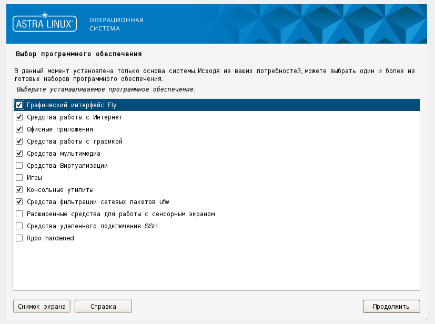 ASTRA LINUX
ОПЕРАЦИОННАЯ
СИСТЕМА
Выбор программного обеспечения
В данный момент установлена только основа системы.Исходя из ваших потребностей,можете выбрать один и более из
готовых наборов программного обеспечения.
Выберите устанавливаемое программное обеспечение:
Графический интерфейс Fly
Средства работы с Интернет
Офисные приложения
Средства работы с графикой
Средства мультимедиа
Средства Виртуализации
Игры
Консольные утилиты
Средства фильтрации сетевых пакетов ufw
Расширенные средства для работы с сенсорным экраном
Средства удаленного подключения SSH
Ядро hardened
Снимок экрана
Справка
Продолжить